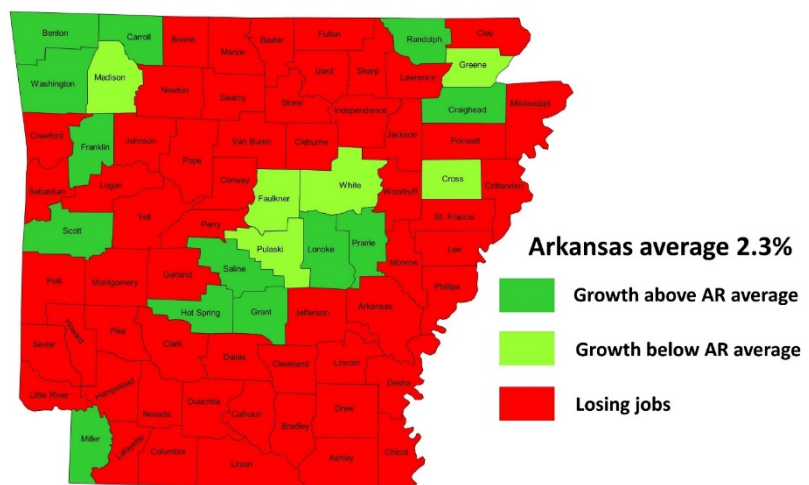 Benton
Carroll
Boone
Marion
Baxter
Fulton
Randolph
Clay
Washington
Madison
Newton
Searcy
Stone
Izard
Sharp
Lawrence
Greene
Craighead
Mississippi
Independence
Jackson
Poinsett
Crawford
Franklin
Johnson
Pope
Van Buren
Cleburne
Sebastian
Logan
Conway
Faulkner
White
Woodruff
Cross
Crittenden
Scott
Yell
Perry
Pulaski
Lonoke
Prairie
St. Francis
Lee
Monroe
Phillips
Polk
Montgomery
Garland
Saline
Hot Spring
Grant
Jefferson
Arkansas
Sevier
Howard
Pike
Clark
Dallas
Cleveland
Lincoln
Desha
Little River
Hempstead
Nevada
Ouachita
Calhoun
Bradley
Drew
Miller
Lafayette
Columbia
Union
Ashley
Chicot
Arkansas average 2.3%
Growth above AR average
Growth below AR average
Losing jobs